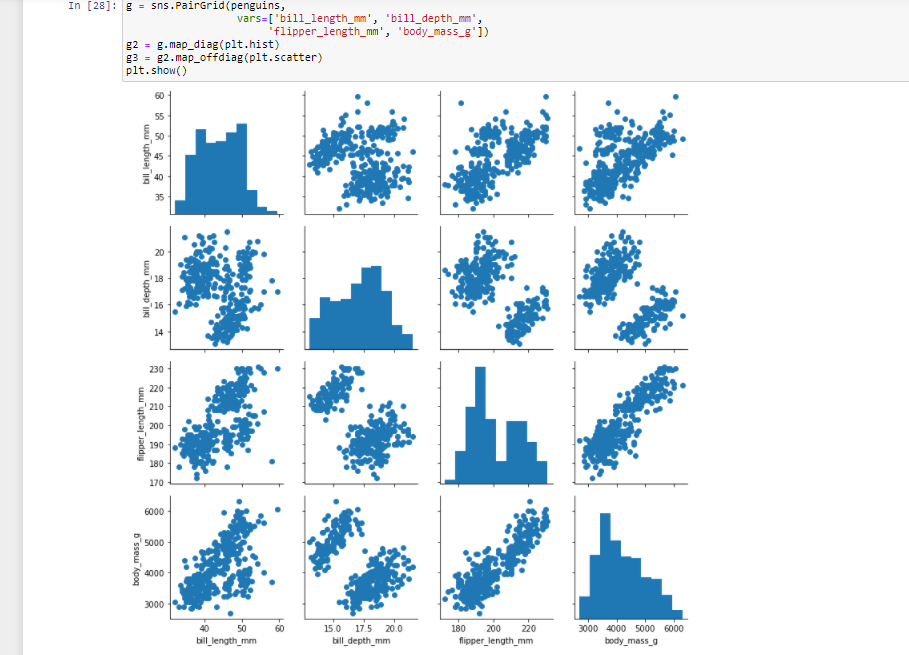 In [28]: g = sns.PairGrid(penguins,
vars=['bill_length_mm', 'bill_depth_mm',
'flipper_length_mm', 'body_mass_g'])
g2 = g.map_diag(plt.hist)
g3 = g2.map_offdiag(plt.scatter)
plt.show()
60
55
50
45
40
35
bill_length_mm
20
18
16
14
bill_depth_mm
230
220
210
200
190
180
170
flipper_length_mm
6000
5000
4000
3000
body_mass_g
40 50 60 15.0 17.5 20.0 180 200 220 3000 4000 5000 6000
bill_length_mm bill_depth_mm flipper_length_mm body_mass_g